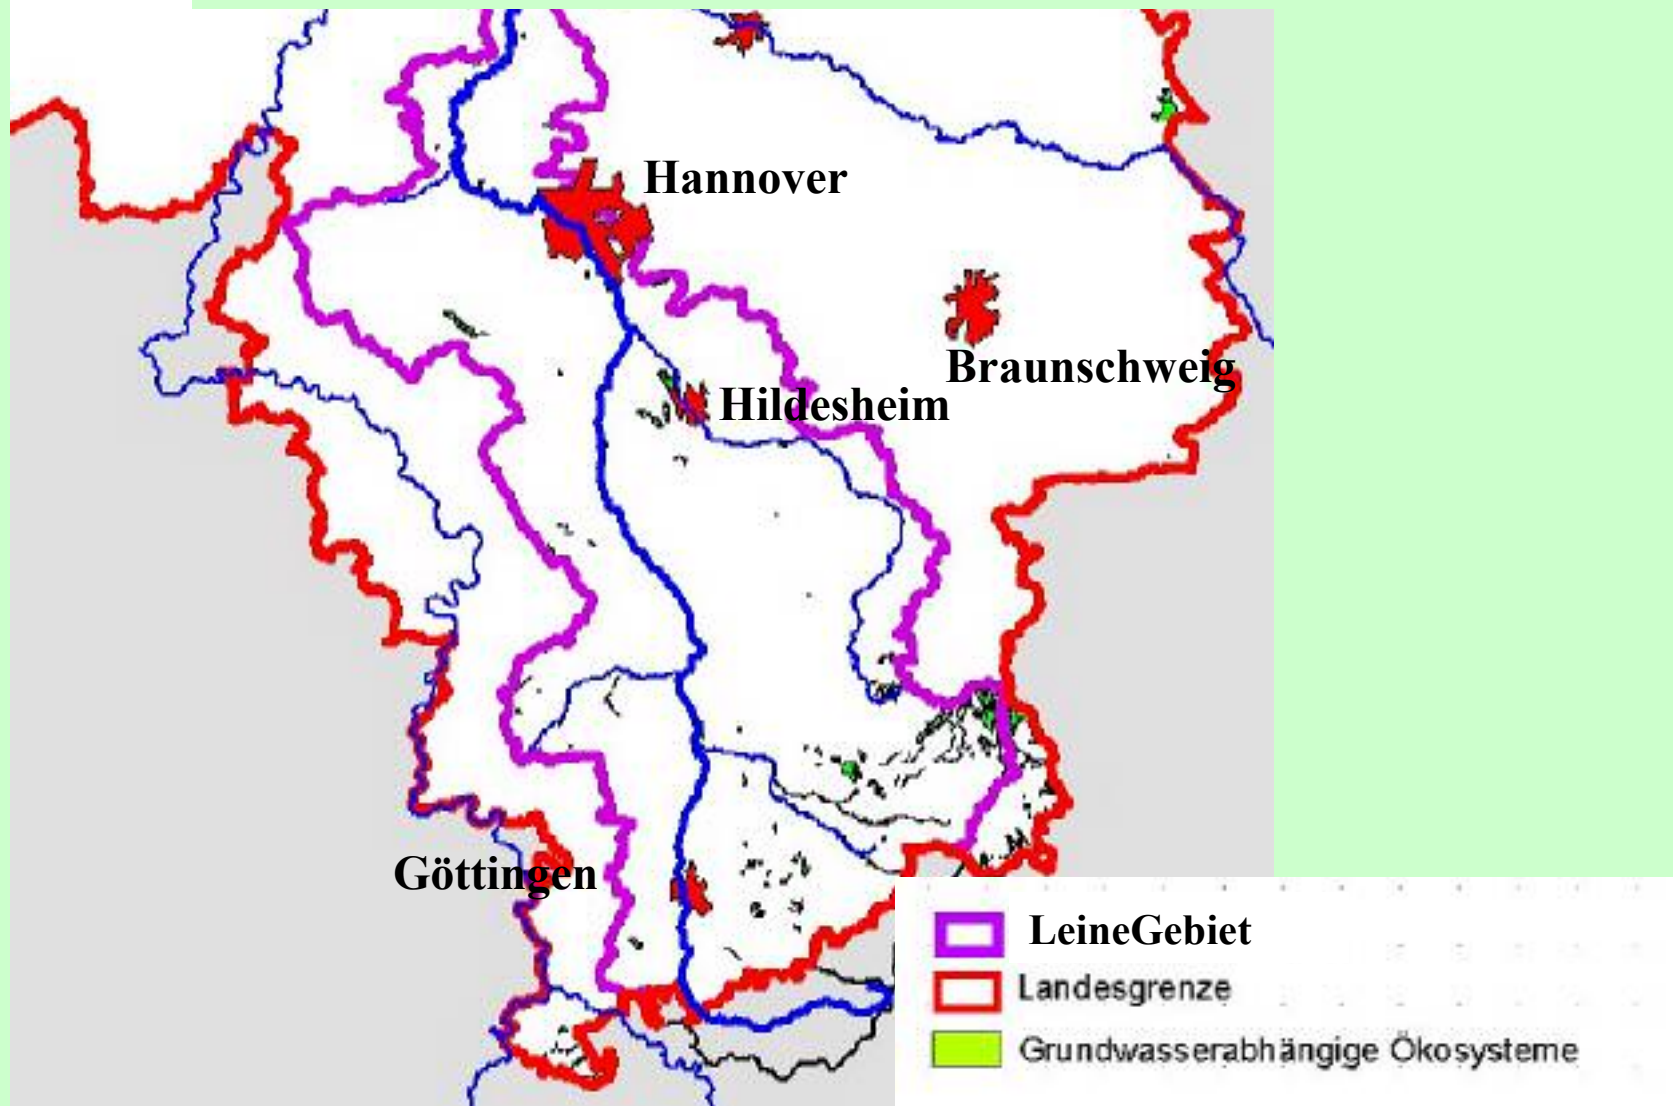 Hannover
Braunschweig
Hildesheim
Göttingen
LeineGebiet
Landesgrenze
Grundwasserabhängige Ökosysteme